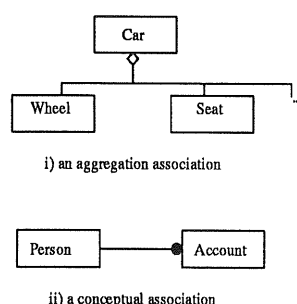 Car
Wheel
Seat
i) an aggregation association
Person
Account
ii) a conceptual association